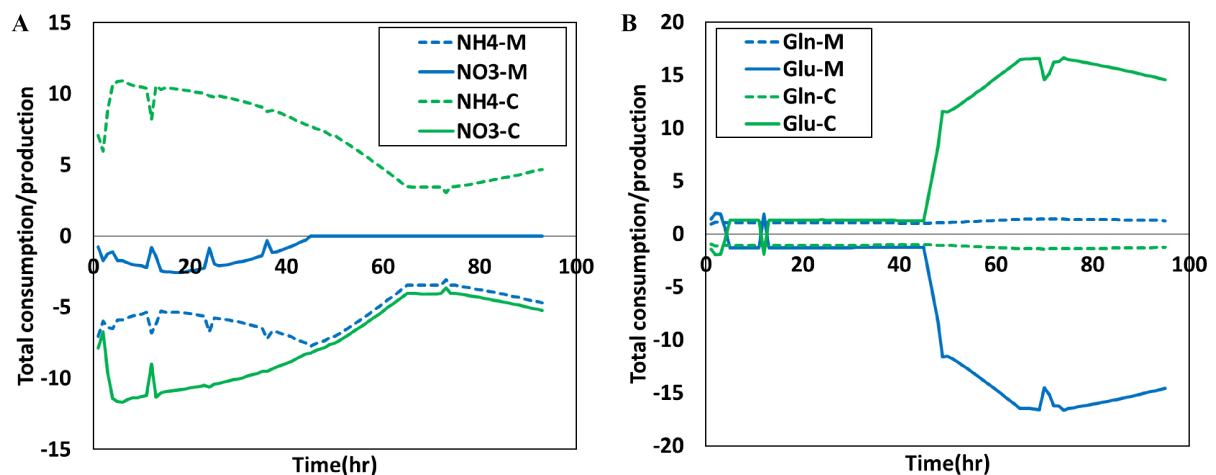 A
15
10
5
0
-5
-10
-15
0
20
40
60
80
100
Total consumption/production
Time(hr)
NH4-M
NO3-M
NH4-C
NO3-C
B
20
15
10
5
0
-5
-10
-15
-20
0
20
40
60
80
100
Total consumption/production
Time(hr)
Gln-M
Glu-M
Gln-C
Glu-C